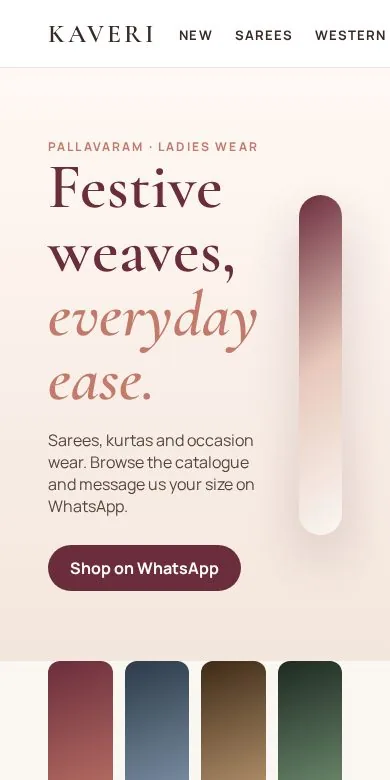 KAVERI NEW SAREES WESTERN
PALLAVARAM · LADIES WEAR
Festive
weaves,
everyday
ease.
Sarees, kurtas and occasion
wear. Browse the catalogue
and message us your size on
WhatsApp.
Shop on WhatsApp